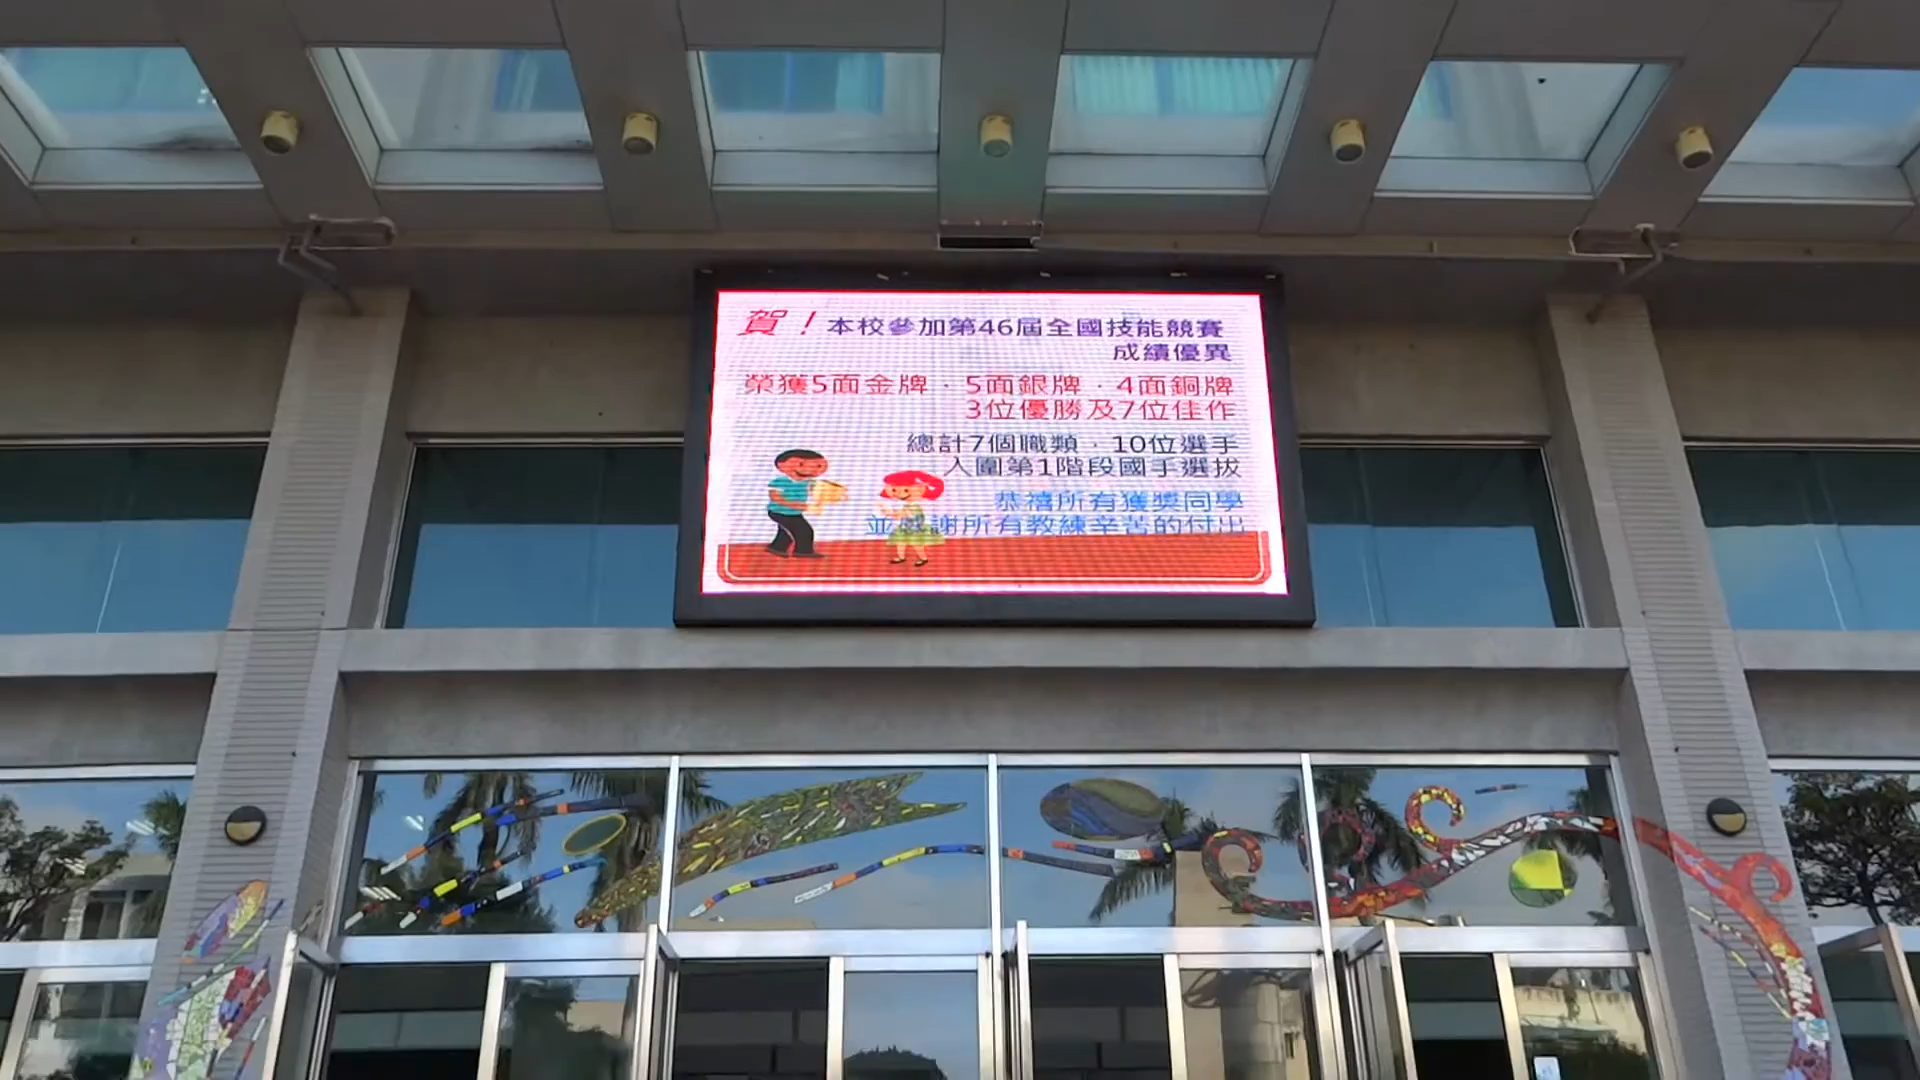 賀！本校參加第46屆全國技能競賽
成績優異
榮獲5面金牌．5面銀牌．4面銅牌
3位優勝及7位佳作
總計7個職類．10位選手
入圍第1階段國手選拔
恭禧所有獲獎同學
並感謝所有教練辛苦的付出